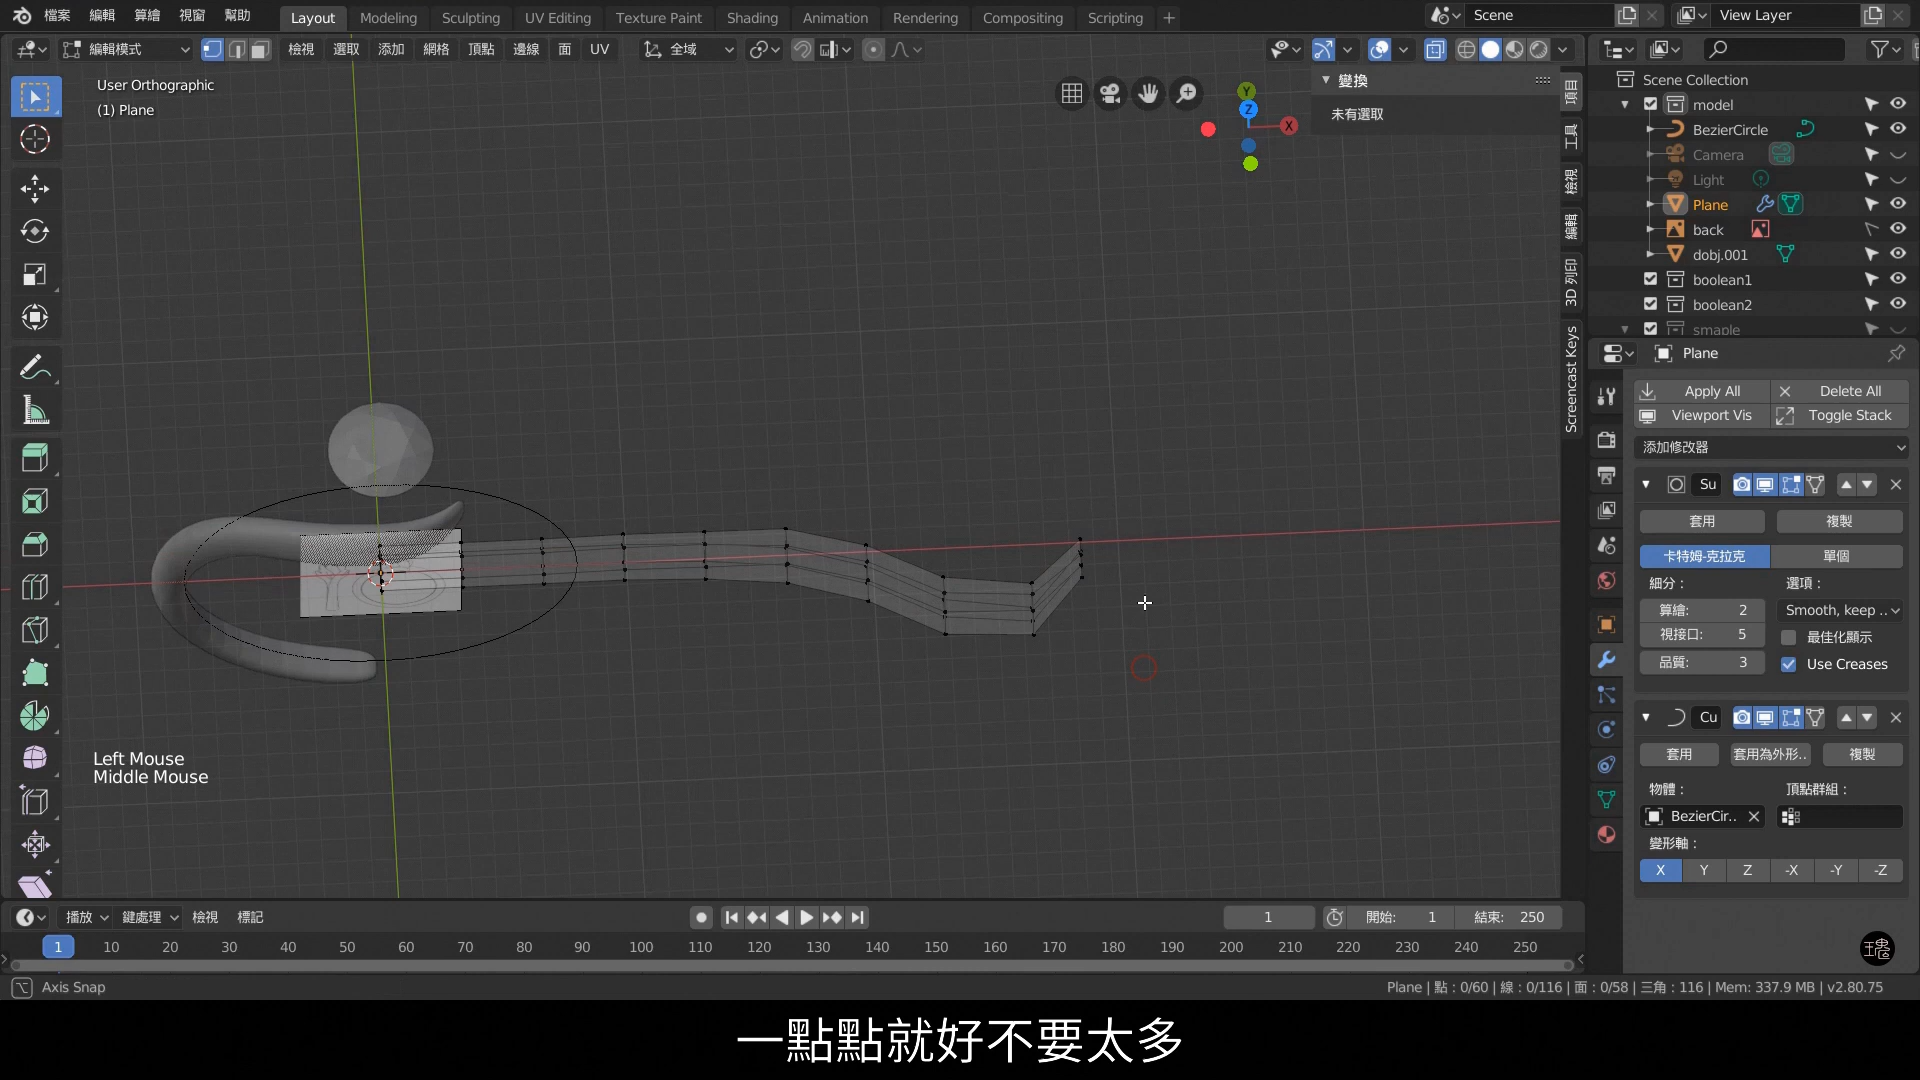 檔案 編輯 算繪 視窗 幫助 Layout Modeling Sculpting UV Editing Texture Paint Shading Animation Rendering Compositing Scripting Scene View Layer
編輯模式 檢視 選取 添加 網格 頂點 邊線 面 UV 全域
User Orthographic
(1) Plane
Y
Z
X
變換
未有選取
項目
工具
檢視
編輯
3D 列印
Screencast Keys
Scene Collection
model
BezierCircle
Camera
Light
Plane
back
dobj.001
boolean1
boolean2
smaple
Plane
Apply All Delete All
Viewport Vis Toggle Stack
添加修改器
Su
套用 複製
卡特姆-克拉克 單個
細分： 選項：
算繪: 2 Smooth, keep ..
視接口: 5 最佳化顯示
品質: 3 Use Creases
Cu
套用 套用為外形.. 複製
物體： 頂點群組：
BezierCir..
變形軸：
X Y Z -X -Y -Z
Left Mouse
Middle Mouse
播放 鍵處理 檢視 標記 1 開始: 1 結束: 250
1 10 20 30 40 50 60 70 80 90 100 110 120 130 140 150 160 170 180 190 200 210 220 230 240 250
Axis Snap
Plane | 點：0/60 | 線：0/116 | 面：0/58 | 三角：116 | Mem: 337.9 MB | v2.80.75
一點點就好不要太多